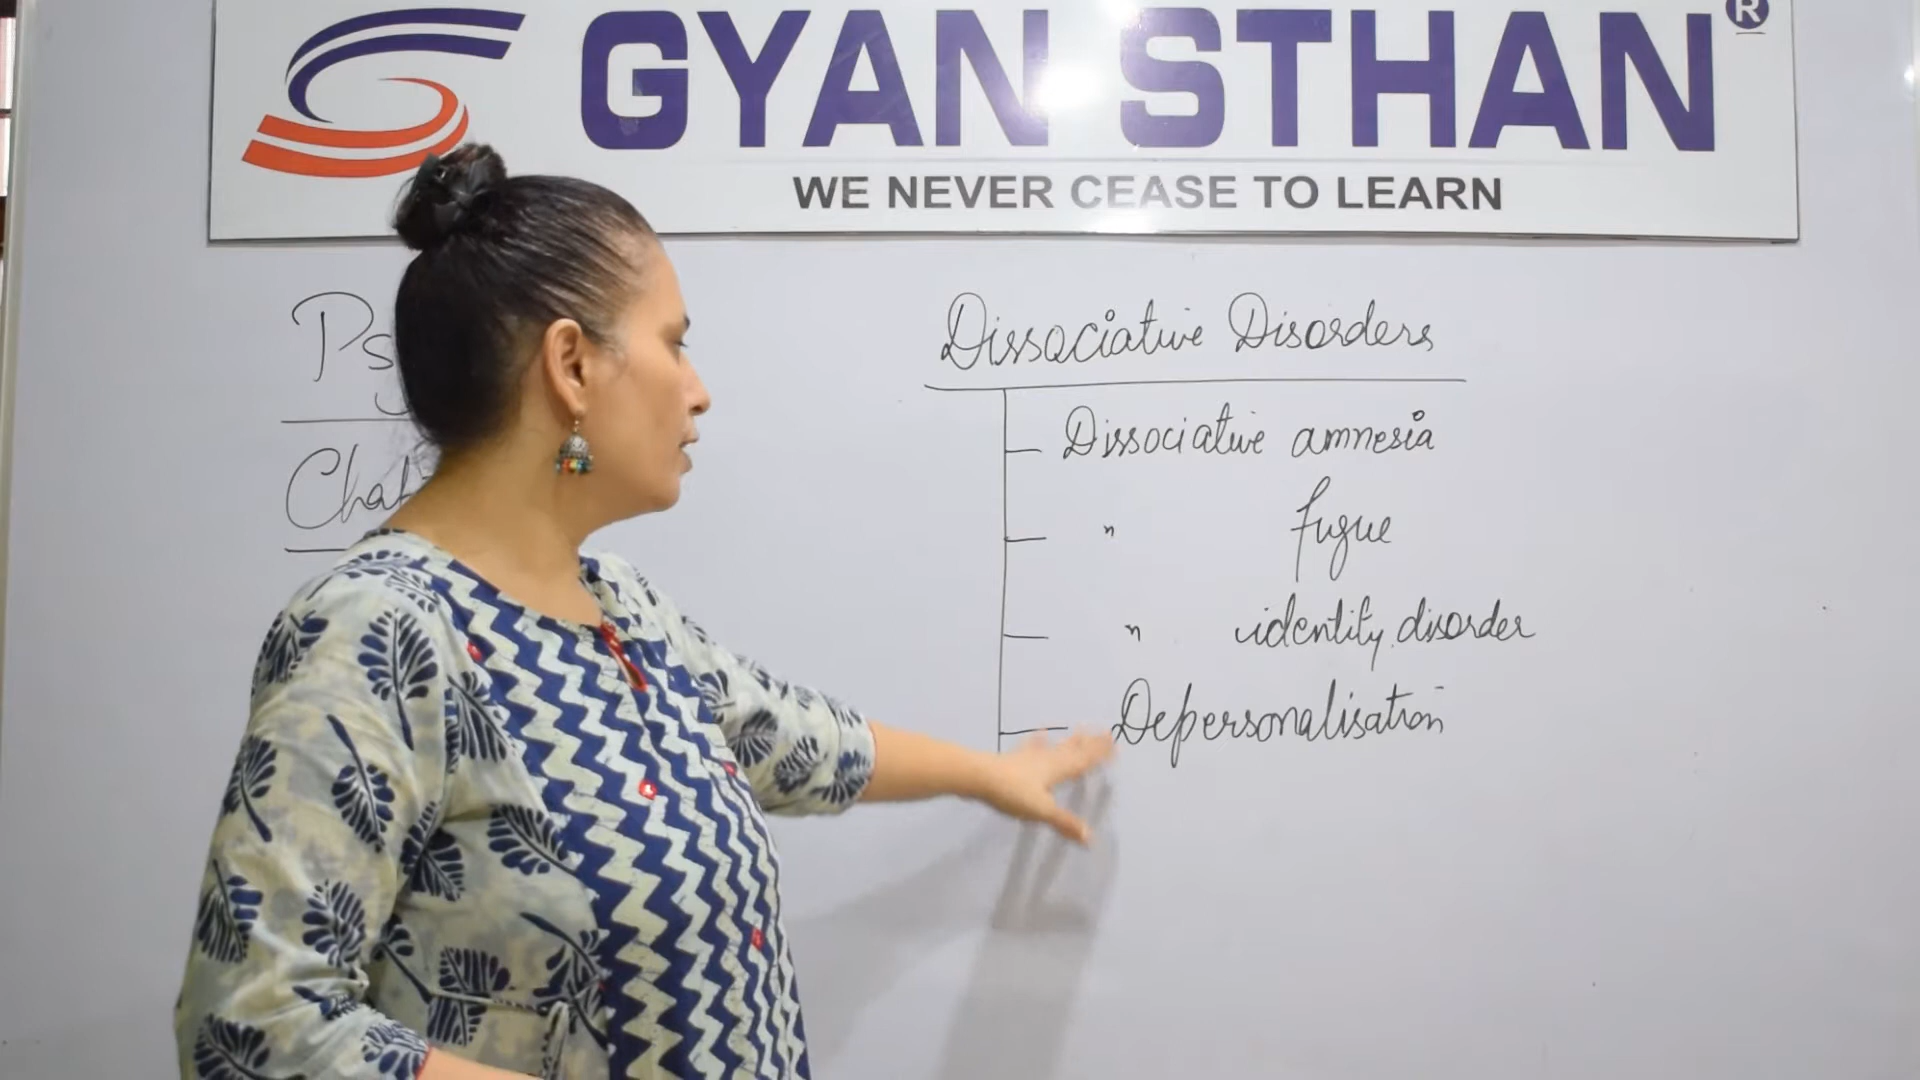 GYAN STHAN®
WE NEVER CEASE TO LEARN
Dissociative Disorders
Dissociative amnesia
" fugue
" identity disorder
Depersonalisation